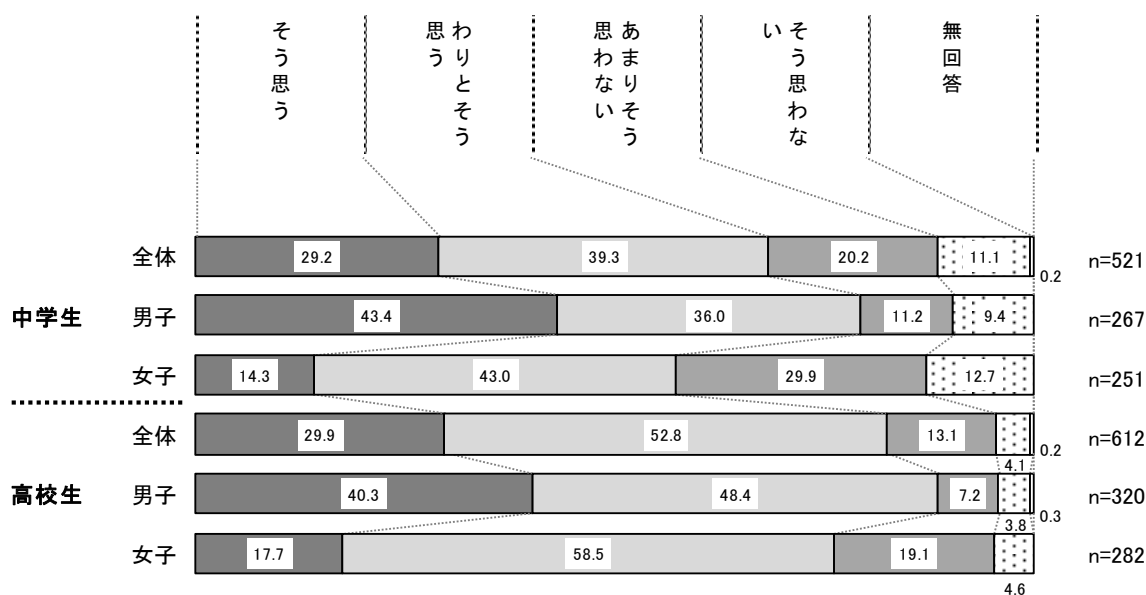 そう思う
わりとそう
思う
あまりそう
思わない
そう思わな
い
無回答
全体 29.2 39.3 20.2 11.1 0.2 n=521
中学生 男子 43.4 36.0 11.2 9.4 n=267
女子 14.3 43.0 29.9 12.7 n=251
全体 29.9 52.8 13.1 4.1 0.2 n=612
高校生 男子 40.3 48.4 7.2 3.8 0.3 n=320
女子 17.7 58.5 19.1 4.6 n=282